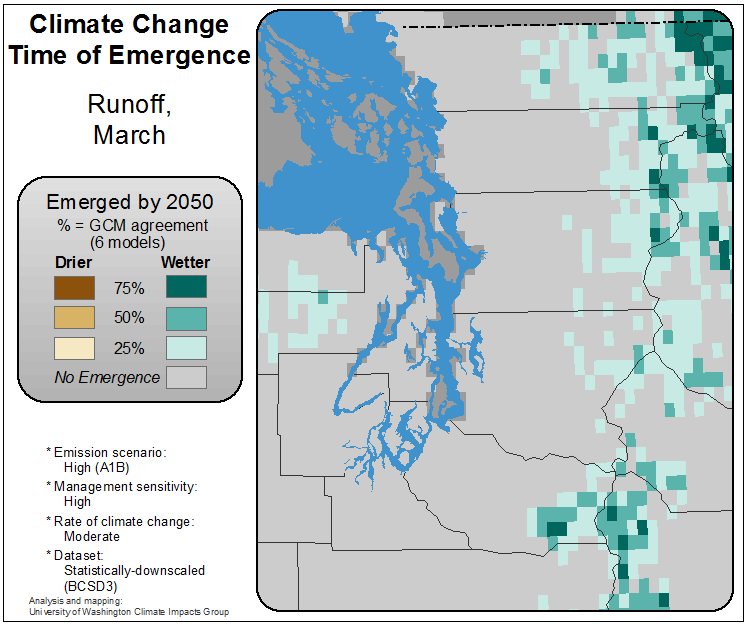 Climate Change
Time of Emergence
Runoff,
March
Emerged by 2050
% = GCM agreement
(6 models)
Drier Wetter
75%
50%
25%
No Emergence
* Emission scenario:
High (A1B)
* Management sensitivity:
High
* Rate of climate change:
Moderate
* Dataset:
Statistically-downscaled
(BCSD3)
Analysis and mapping:
University of Washington Climate Impacts Group